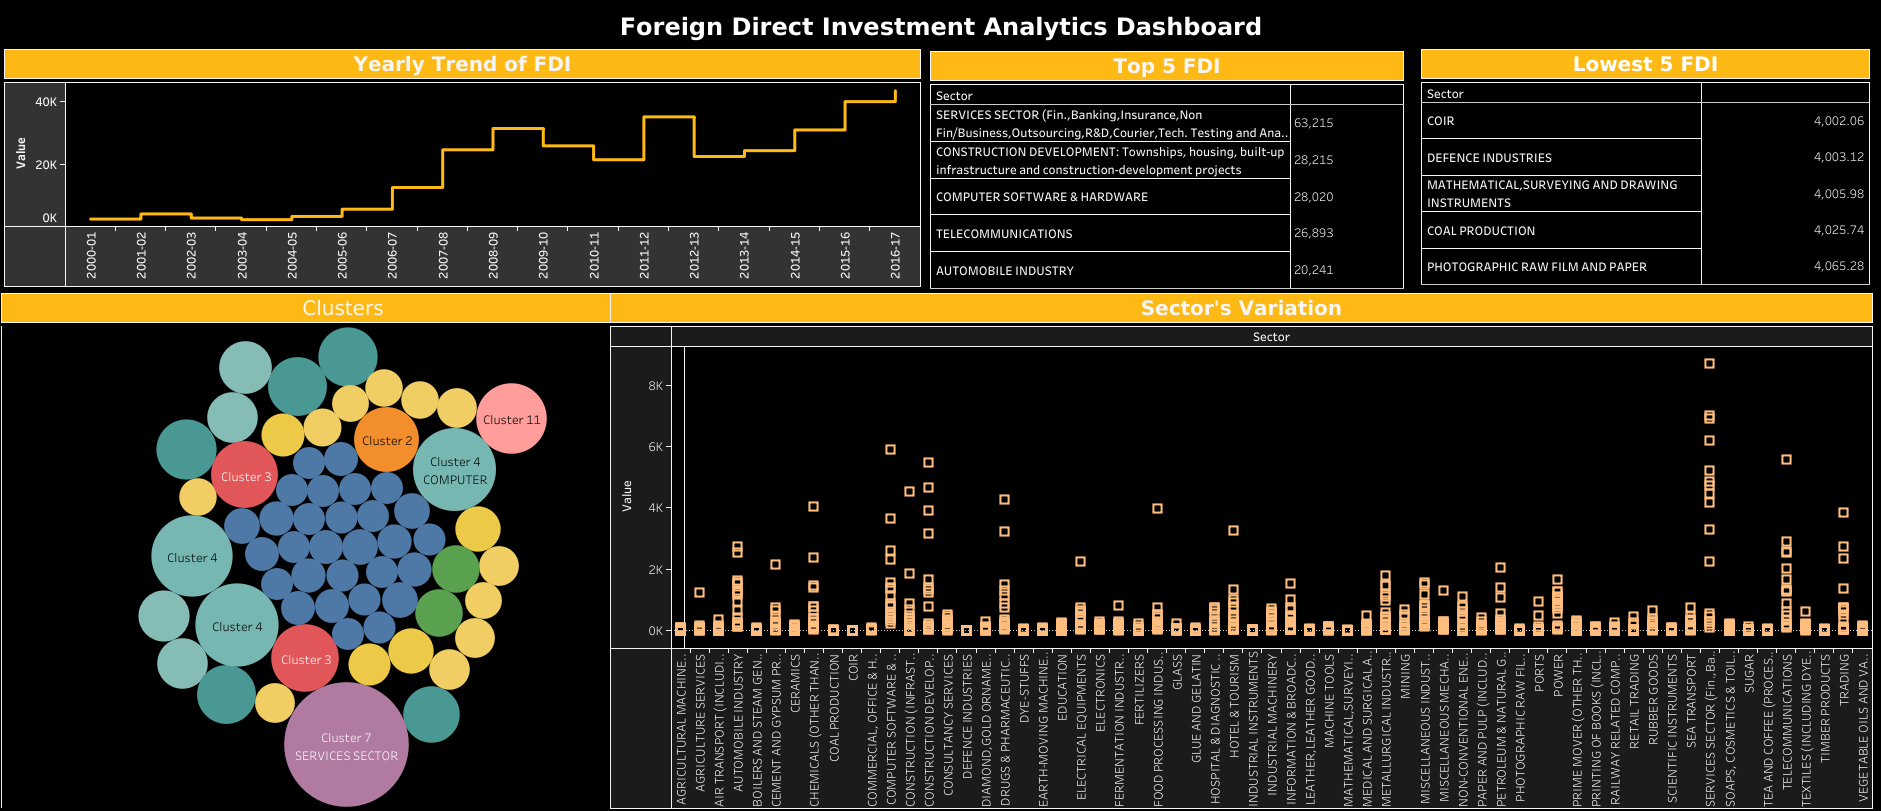 Foreign Direct Investment Analytics Dashboard
Yearly Trend of FDI
Value
40K
20K
0K
2000-01
2001-02
2002-03
2003-04
2004-05
2005-06
2006-07
2007-08
2008-09
2009-10
2010-11
2011-12
2012-13
2013-14
2014-15
2015-16
2016-17
Top 5 FDI
Sector
SERVICES SECTOR (Fin.,Banking,Insurance,Non
Fin/Business,Outsourcing,R&D,Courier,Tech. Testing and Ana..
63,215
CONSTRUCTION DEVELOPMENT: Townships, housing, built-up
infrastructure and construction-development projects
28,215
COMPUTER SOFTWARE & HARDWARE
28,020
TELECOMMUNICATIONS
26,893
AUTOMOBILE INDUSTRY
20,241
Lowest 5 FDI
Sector
COIR
4,002.06
DEFENCE INDUSTRIES
4,003.12
MATHEMATICAL,SURVEYING AND DRAWING
INSTRUMENTS
4,005.98
COAL PRODUCTION
4,025.74
PHOTOGRAPHIC RAW FILM AND PAPER
4,065.28
Clusters
Cluster 11
Cluster 2
Cluster 4
COMPUTER
Cluster 3
Cluster 4
Cluster 4
Cluster 3
Cluster 7
SERVICES SECTOR
Sector's Variation
Sector
Value
8K
6K
4K
2K
0K
AGRICULTURAL MACHINE..
AGRICULTURE SERVICES
AIR TRANSPORT (INCLUDI..
AUTOMOBILE INDUSTRY
BOILERS AND STEAM GEN..
CEMENT AND GYPSUM PR..
CERAMICS
CHEMICALS (OTHER THAN..
COAL PRODUCTION
COIR
COMMERCIAL, OFFICE & H..
COMPUTER SOFTWARE & ..
CONSTRUCTION (INFRAST..
CONSTRUCTION DEVELOP..
CONSULTANCY SERVICES
DEFENCE INDUSTRIES
DIAMOND,GOLD ORNAME..
DRUGS & PHARMACEUTIC..
DYE-STUFFS
EARTH-MOVING MACHINE..
EDUCATION
ELECTRICAL EQUIPMENTS
ELECTRONICS
FERMENTATION INDUSTR..
FERTILIZERS
FOOD PROCESSING INDUS..
GLASS
GLUE AND GELATIN
HOSPITAL & DIAGNOSTIC ..
HOTEL & TOURISM
INDUSTRIAL INSTRUMENTS
INDUSTRIAL MACHINERY
INFORMATION & BROADC..
LEATHER,LEATHER GOOD..
MACHINE TOOLS
MATHEMATICAL,SURVEYI..
MEDICAL AND SURGICAL A..
METALLURGICAL INDUSTR..
MINING
MISCELLANEOUS INDUST..
MISCELLANEOUS MECHA..
NON-CONVENTIONAL ENE..
PAPER AND PULP (INCLUD..
PETROLEUM & NATURAL G..
PHOTOGRAPHIC RAW FIL..
PORTS
POWER
PRIME MOVER (OTHER TH..
PRINTING OF BOOKS (INCL..
RAILWAY RELATED COMP..
RETAIL TRADING
RUBBER GOODS
SCIENTIFIC INSTRUMENTS
SEA TRANSPORT
SERVICES SECTOR (Fin.,Ba..
SOAPS, COSMETICS & TOIL..
SUGAR
TEA AND COFFEE (PROCES..
TELECOMMUNICATIONS
TEXTILES (INCLUDING DYE..
TIMBER PRODUCTS
TRADING
VEGETABLE OILS AND VA..